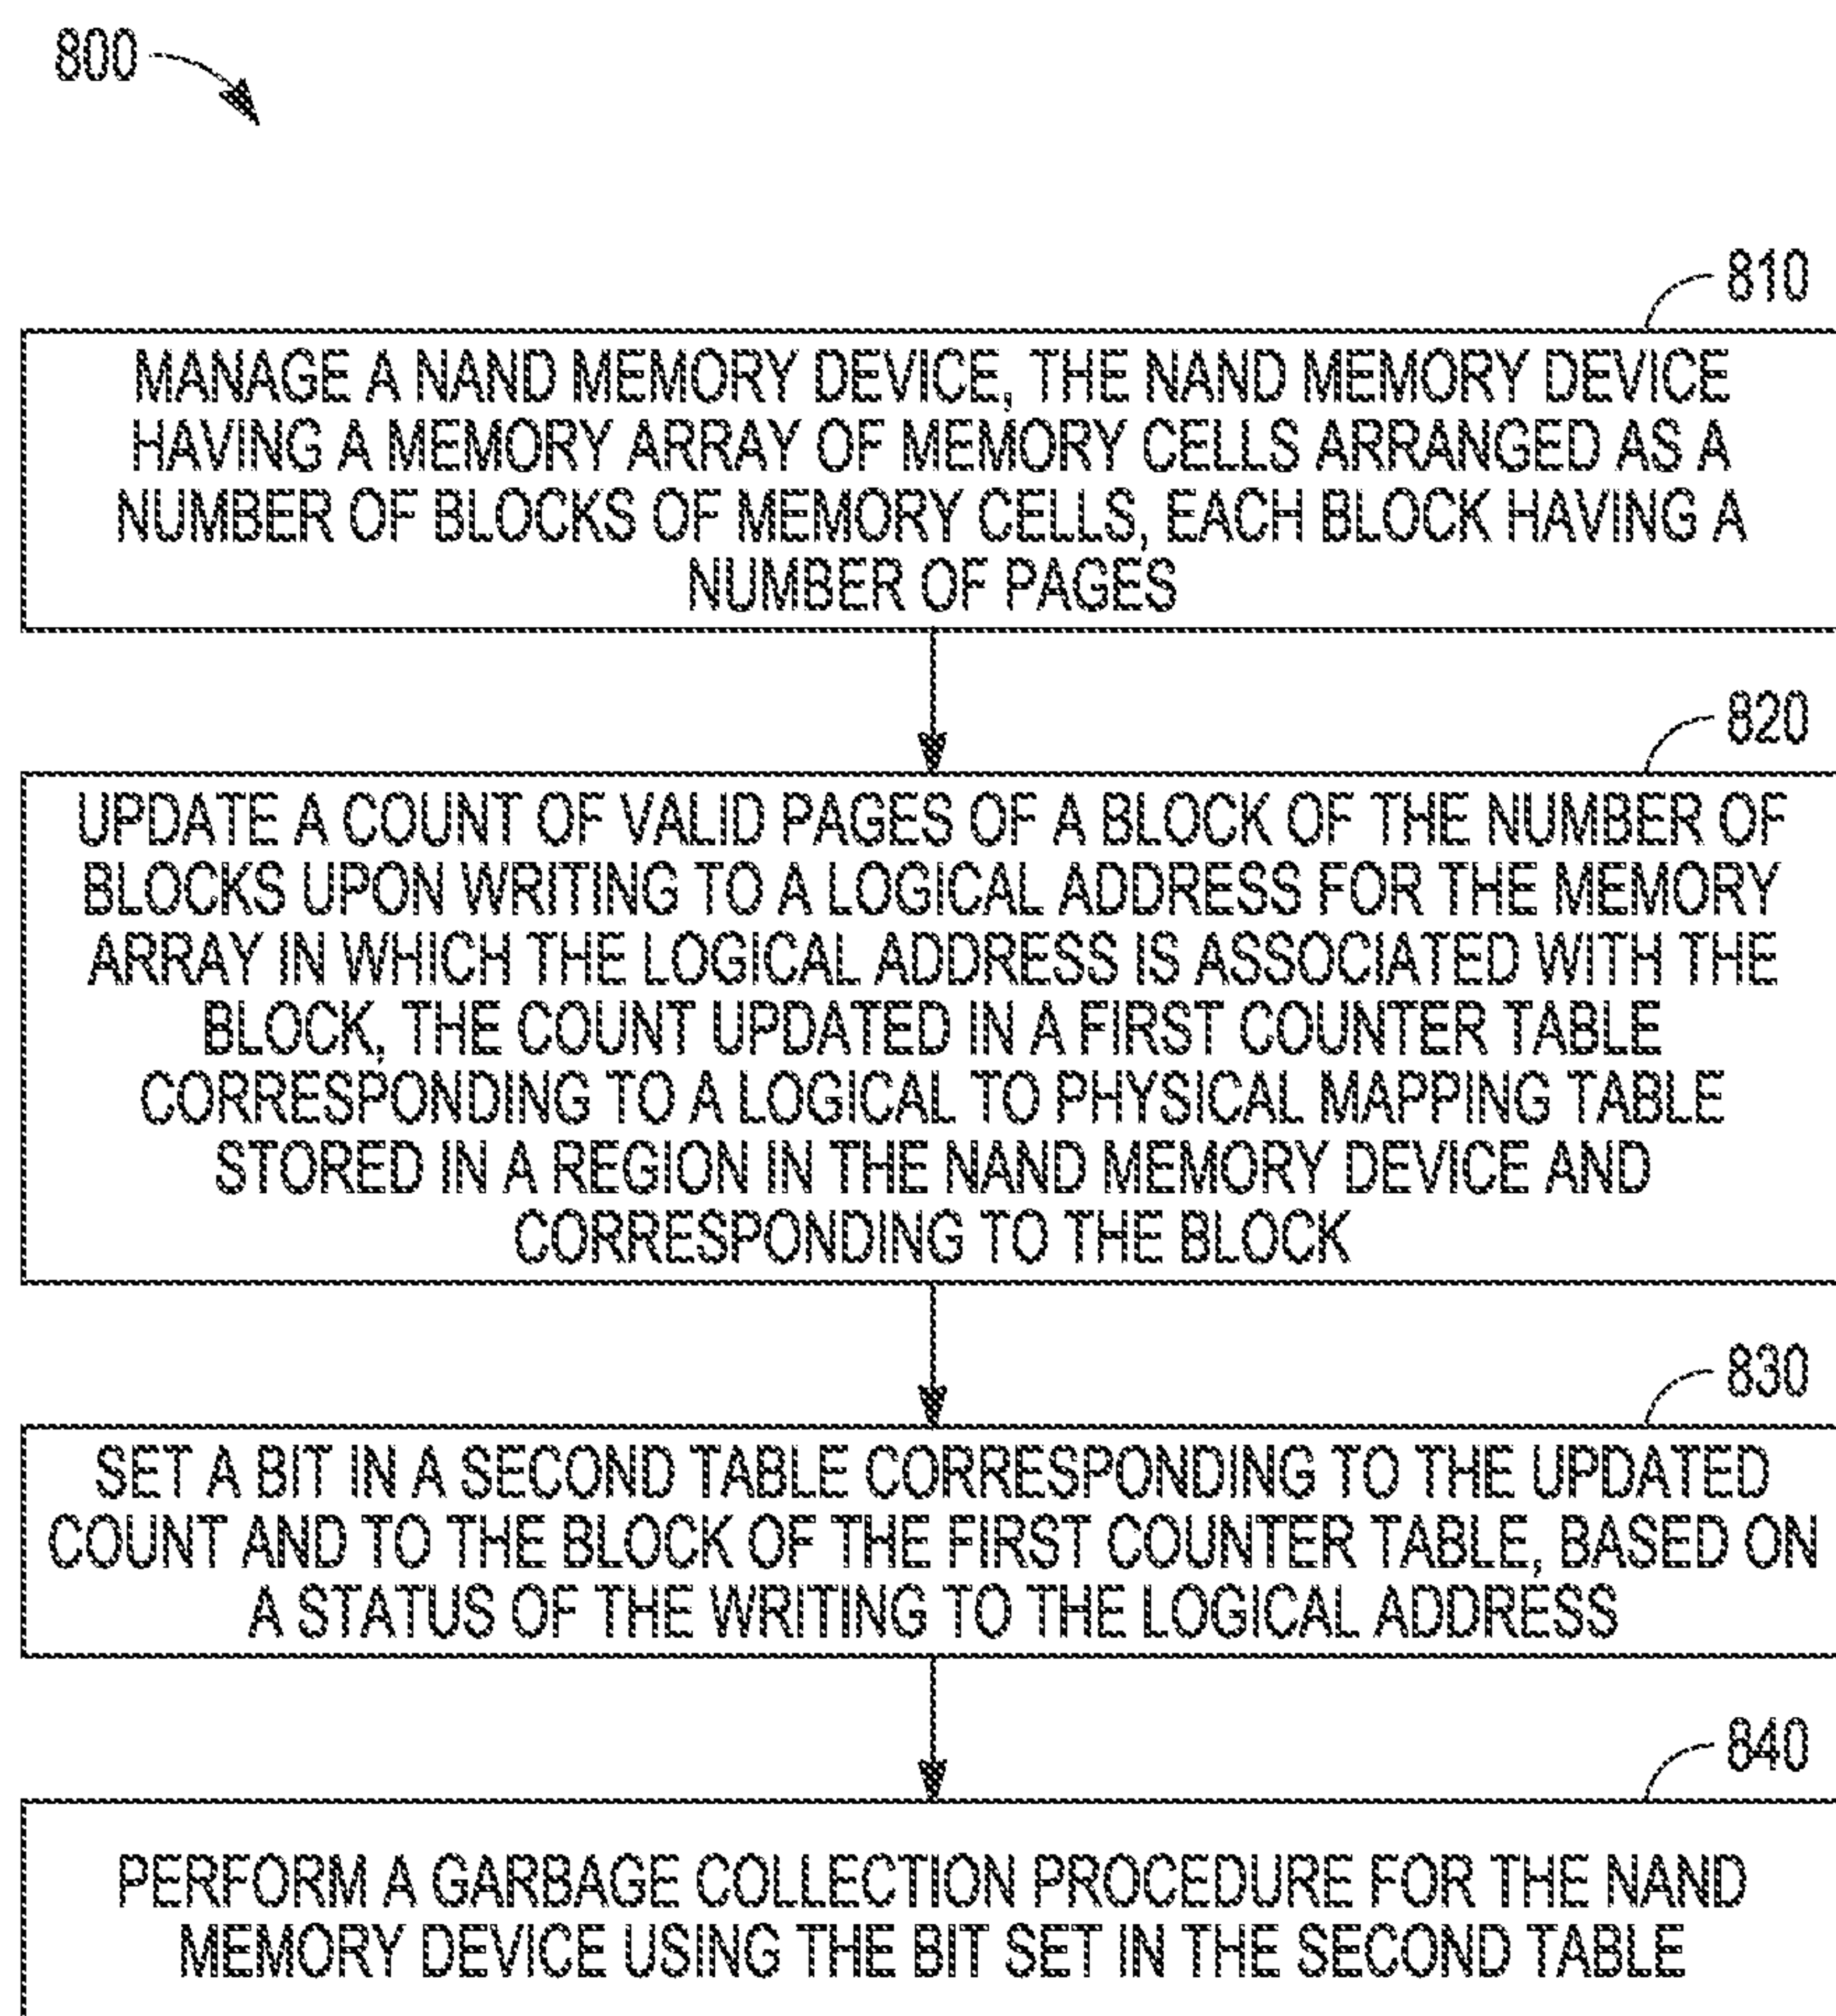 800
810
MANAGE A NAND MEMORY DEVICE, THE NAND MEMORY DEVICE
HAVING A MEMORY ARRAY OF MEMORY CELLS ARRANGED AS A
NUMBER OF BLOCKS OF MEMORY CELLS, EACH BLOCK HAVING A
NUMBER OF PAGES
820
UPDATE A COUNT OF VALID PAGES OF A BLOCK OF THE NUMBER OF
BLOCKS UPON WRITING TO A LOGICAL ADDRESS FOR THE MEMORY
ARRAY IN WHICH THE LOGICAL ADDRESS IS ASSOCIATED WITH THE
BLOCK, THE COUNT UPDATED IN A FIRST COUNTER TABLE
CORRESPONDING TO A LOGICAL TO PHYSICAL MAPPING TABLE
STORED IN A REGION IN THE NAND MEMORY DEVICE AND
CORRESPONDING TO THE BLOCK
830
SET A BIT IN A SECOND TABLE CORRESPONDING TO THE UPDATED
COUNT AND TO THE BLOCK OF THE FIRST COUNTER TABLE, BASED ON
A STATUS OF THE WRITING TO THE LOGICAL ADDRESS
840
PERFORM A GARBAGE COLLECTION PROCEDURE FOR THE NAND
MEMORY DEVICE USING THE BIT SET IN THE SECOND TABLE